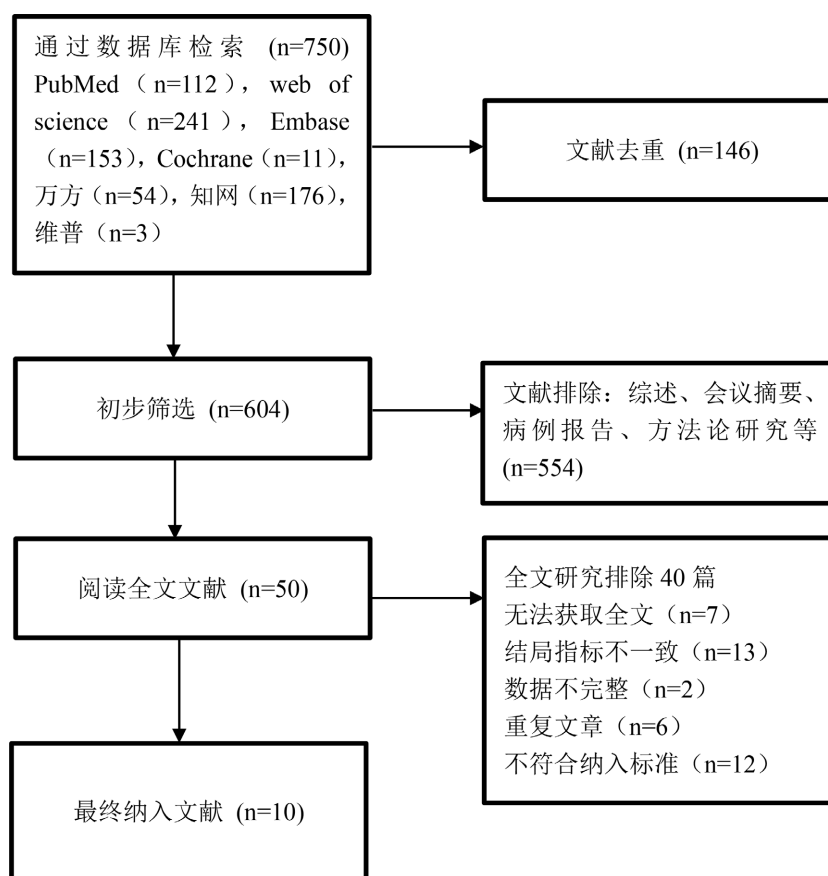 通过数据库检索 (n=750)
PubMed（n=112），web of
science（n=241），Embase
（n=153），Cochrane（n=11），
万方（n=54），知网（n=176），
维普（n=3）
文献去重 (n=146)
初步筛选 (n=604)
文献排除：综述、会议摘要、
病例报告、方法论研究等
(n=554)
阅读全文文献 (n=50)
全文研究排除 40 篇
无法获取全文（n=7）
结局指标不一致（n=13）
数据不完整（n=2）
重复文章（n=6）
不符合纳入标准（n=12）
最终纳入文献 (n=10)